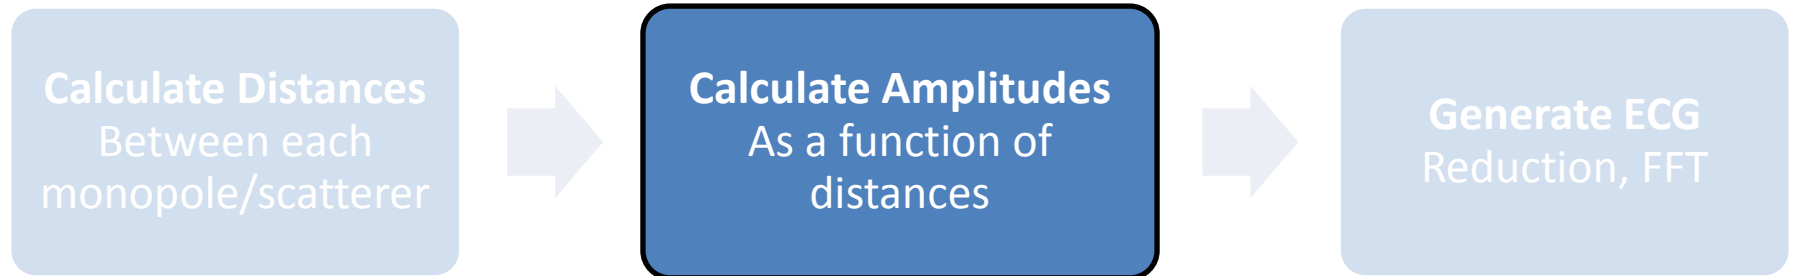 Calculate Distances
Between each
monopole/scatterer
Calculate Amplitudes
As a function of
distances
Generate ECG
Reduction, FFT